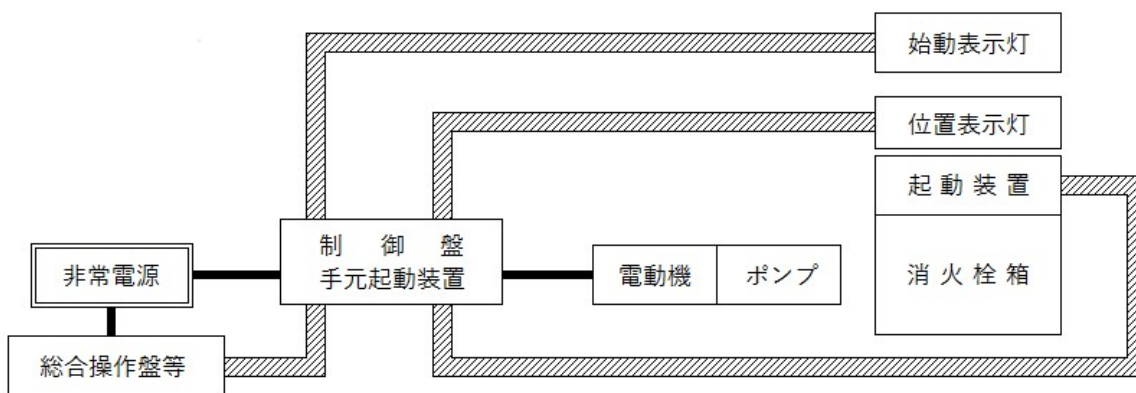 始動表示灯
位置表示灯
起動装置
消火栓箱
制御盤
手元起動装置
非常電源
電動機
ポンプ
総合操作盤等